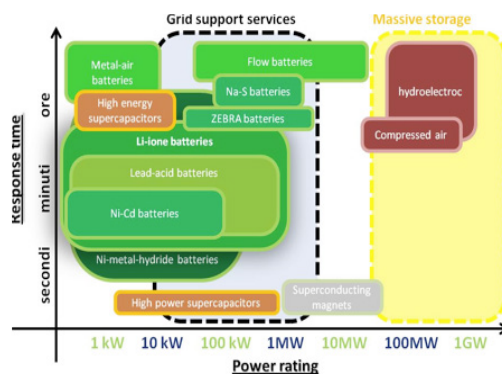 Grid support services
Massive storage
Metal-air
batteries
Flow batteries
hydroelectroc
Na-S batteries
High energy
supercapacitors
ZEBRA batteries
Compressed air
Li-ione batteries
Lead-acid batteries
Ni-Cd batteries
Ni-metal-hydride batteries
High power supercapacitors
Superconducting
magnets
Response time
ore
minuti
secondi
1 kW
10 kW
100 kW
1MW
10MW
100MW
1GW
Power rating